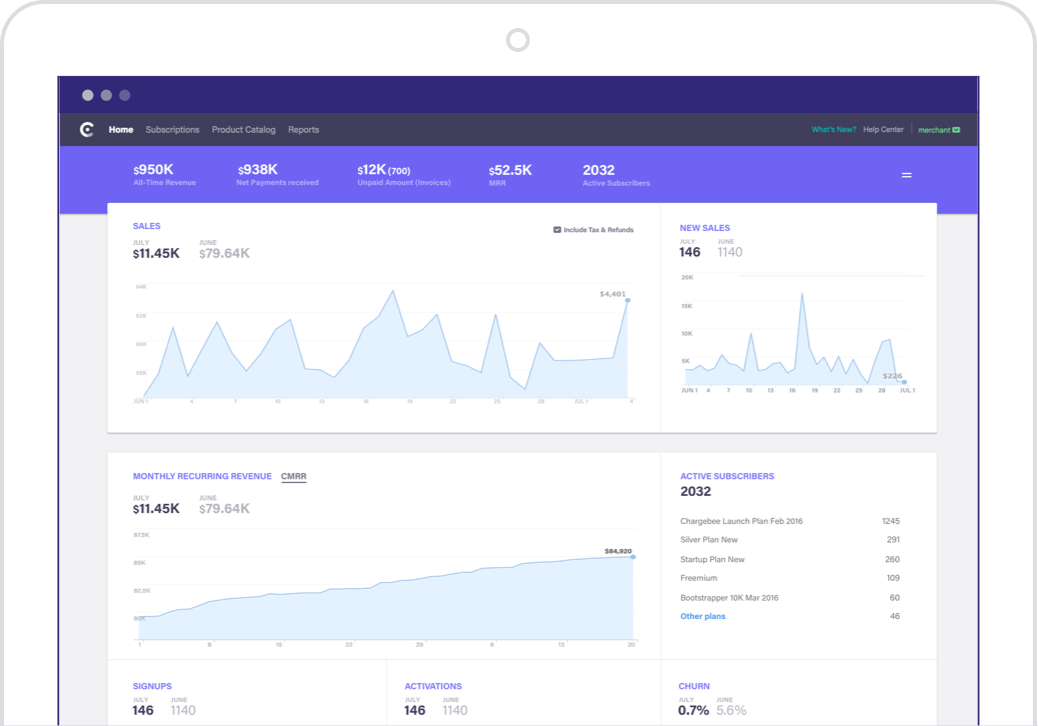 Home Subscriptions Product Catalog Reports What's New? Help Center merchant
$950K $938K $12K (700) $52.5K 2032
All-Time Revenue Net Payments received Unpaid Amount (Invoices) MRR Active Subscribers
SALES
JULY JUNE
$11.45K $79.64K
Include Tax & Refunds
64K
62K
60K
58K
$4,401
JUN 1 4 7 10 13 16 19 22 25 28 JUL 1 4
NEW SALES
JULY JUNE
146 1140
20K
15K
10K
5K
$226
JUN 1 4 7 10 13 16 19 22 25 28 JUL 1
MONTHLY RECURRING REVENUE CMRR
JULY JUNE
$11.45K $79.64K
87.5K
85K
82.5K
80K
$84,920
1 8 15 22 29 6 13 20
ACTIVE SUBSCRIBERS
2032
Chargebee Launch Plan Feb 2016 1245
Silver Plan New 291
Startup Plan New 260
Freemium 109
Bootstrapper 10K Mar 2016 60
Other plans 46
SIGNUPS
JULY JUNE
146 1140
ACTIVATIONS
JULY JUNE
146 1140
CHURN
JULY JUNE
0.7% 5.6%